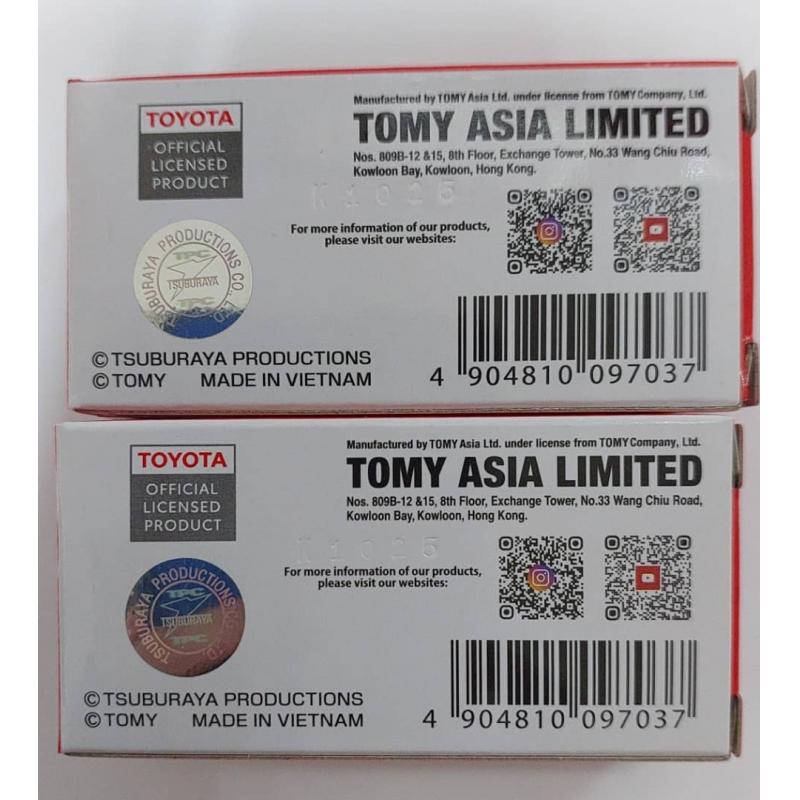 TOYOTA
OFFICIAL
LICENSED
PRODUCT
Manufactured by TOMY Asia Ltd. under license from TOMY Company, Ltd.
TOMY ASIA LIMITED
Nos. 809B-12 &15, 8th Floor, Exchange Tower, No.33 Wang Chiu Road,
Kowloon Bay, Kowloon, Hong Kong.
K1025
For more information of our products,
please visit our websites:
TSUBURAYA PRODUCTIONS CO., LTD
TPC
TSUBURAYA
TPC
©TSUBURAYA PRODUCTIONS
©TOMY MADE IN VIETNAM
4 904810 097037
TOYOTA
OFFICIAL
LICENSED
PRODUCT
Manufactured by TOMY Asia Ltd. under license from TOMY Company, Ltd.
TOMY ASIA LIMITED
Nos. 809B-12 &15, 8th Floor, Exchange Tower, No.33 Wang Chiu Road,
Kowloon Bay, Kowloon, Hong Kong.
K1025
For more information of our products,
please visit our websites:
TSUBURAYA PRODUCTIONS CO., LTD
TPC
TSUBURAYA
TPC
©TSUBURAYA PRODUCTIONS
©TOMY MADE IN VIETNAM
4 904810 097037